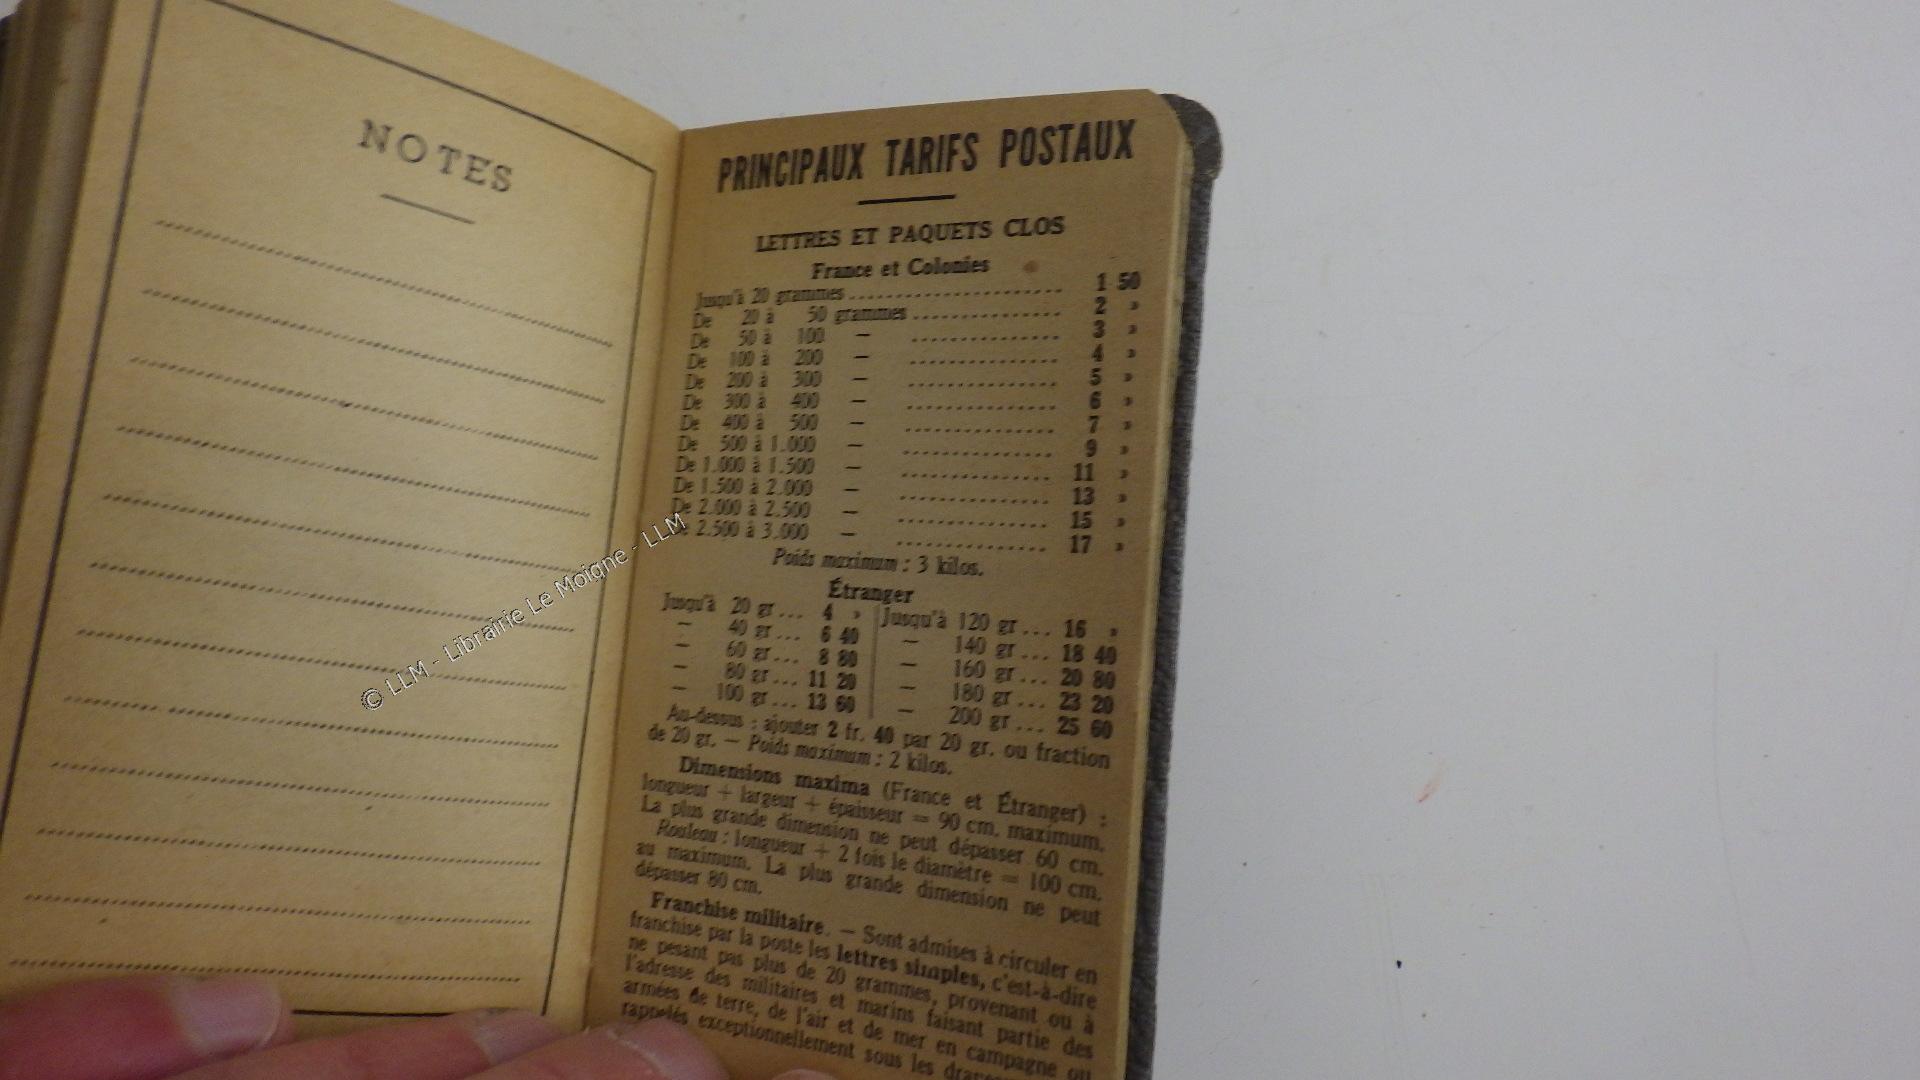 NOTES
PRINCIPAUX TARIFS POSTAUX
LETTRES ET PAQUETS CLOS
France et Colonies
Jusqu'à 20 grammes ........................ 1 50
De 20 à 50 grammes .................. 2 »
De 50 à 100 — .................. 3 »
De 100 à 200 — .................. 4 »
De 200 à 300 — .................. 5 »
De 300 à 400 — .................. 6 »
De 400 à 500 — .................. 7 »
De 500 à 1.000 — .................. 9 »
De 1.000 à 1.500 — .................. 11 »
De 1.500 à 2.000 — .................. 13 »
De 2.000 à 2.500 — .................. 15 »
De 2.500 à 3.000 — .................. 17 »
Poids maximum : 3 kilos.
Étranger
Jusqu'à 20 gr... 4 »
— 40 gr... 6 40
— 60 gr... 8 80
— 80 gr... 11 20
— 100 gr... 13 60
Jusqu'à 120 gr... 16 »
— 140 gr... 18 40
— 160 gr... 20 80
— 180 gr... 23 20
— 200 gr... 25 60
Au-dessus : ajouter 2 fr. 40 par 20 gr. ou fraction
de 20 gr. — Poids maximum : 2 kilos.
Dimensions maxima (France et Étranger) :
longueur + largeur + épaisseur = 90 cm. maximum.
La plus grande dimension ne peut dépasser 60 cm.
Rouleau : longueur + 2 fois le diamètre = 100 cm.
au maximum. La plus grande dimension ne peut
dépasser 80 cm.
Franchise militaire. — Sont admises à circuler en
franchise par la poste les lettres simples, c'est-à-dire
ne pesant pas plus de 20 grammes, provenant ou à
l'adresse des militaires et marins faisant partie des
armées de terre, de l'air et de mer en campagne ou
rappelés exceptionnellement sous les
© LLM - Librairie Le Moigne - LLM